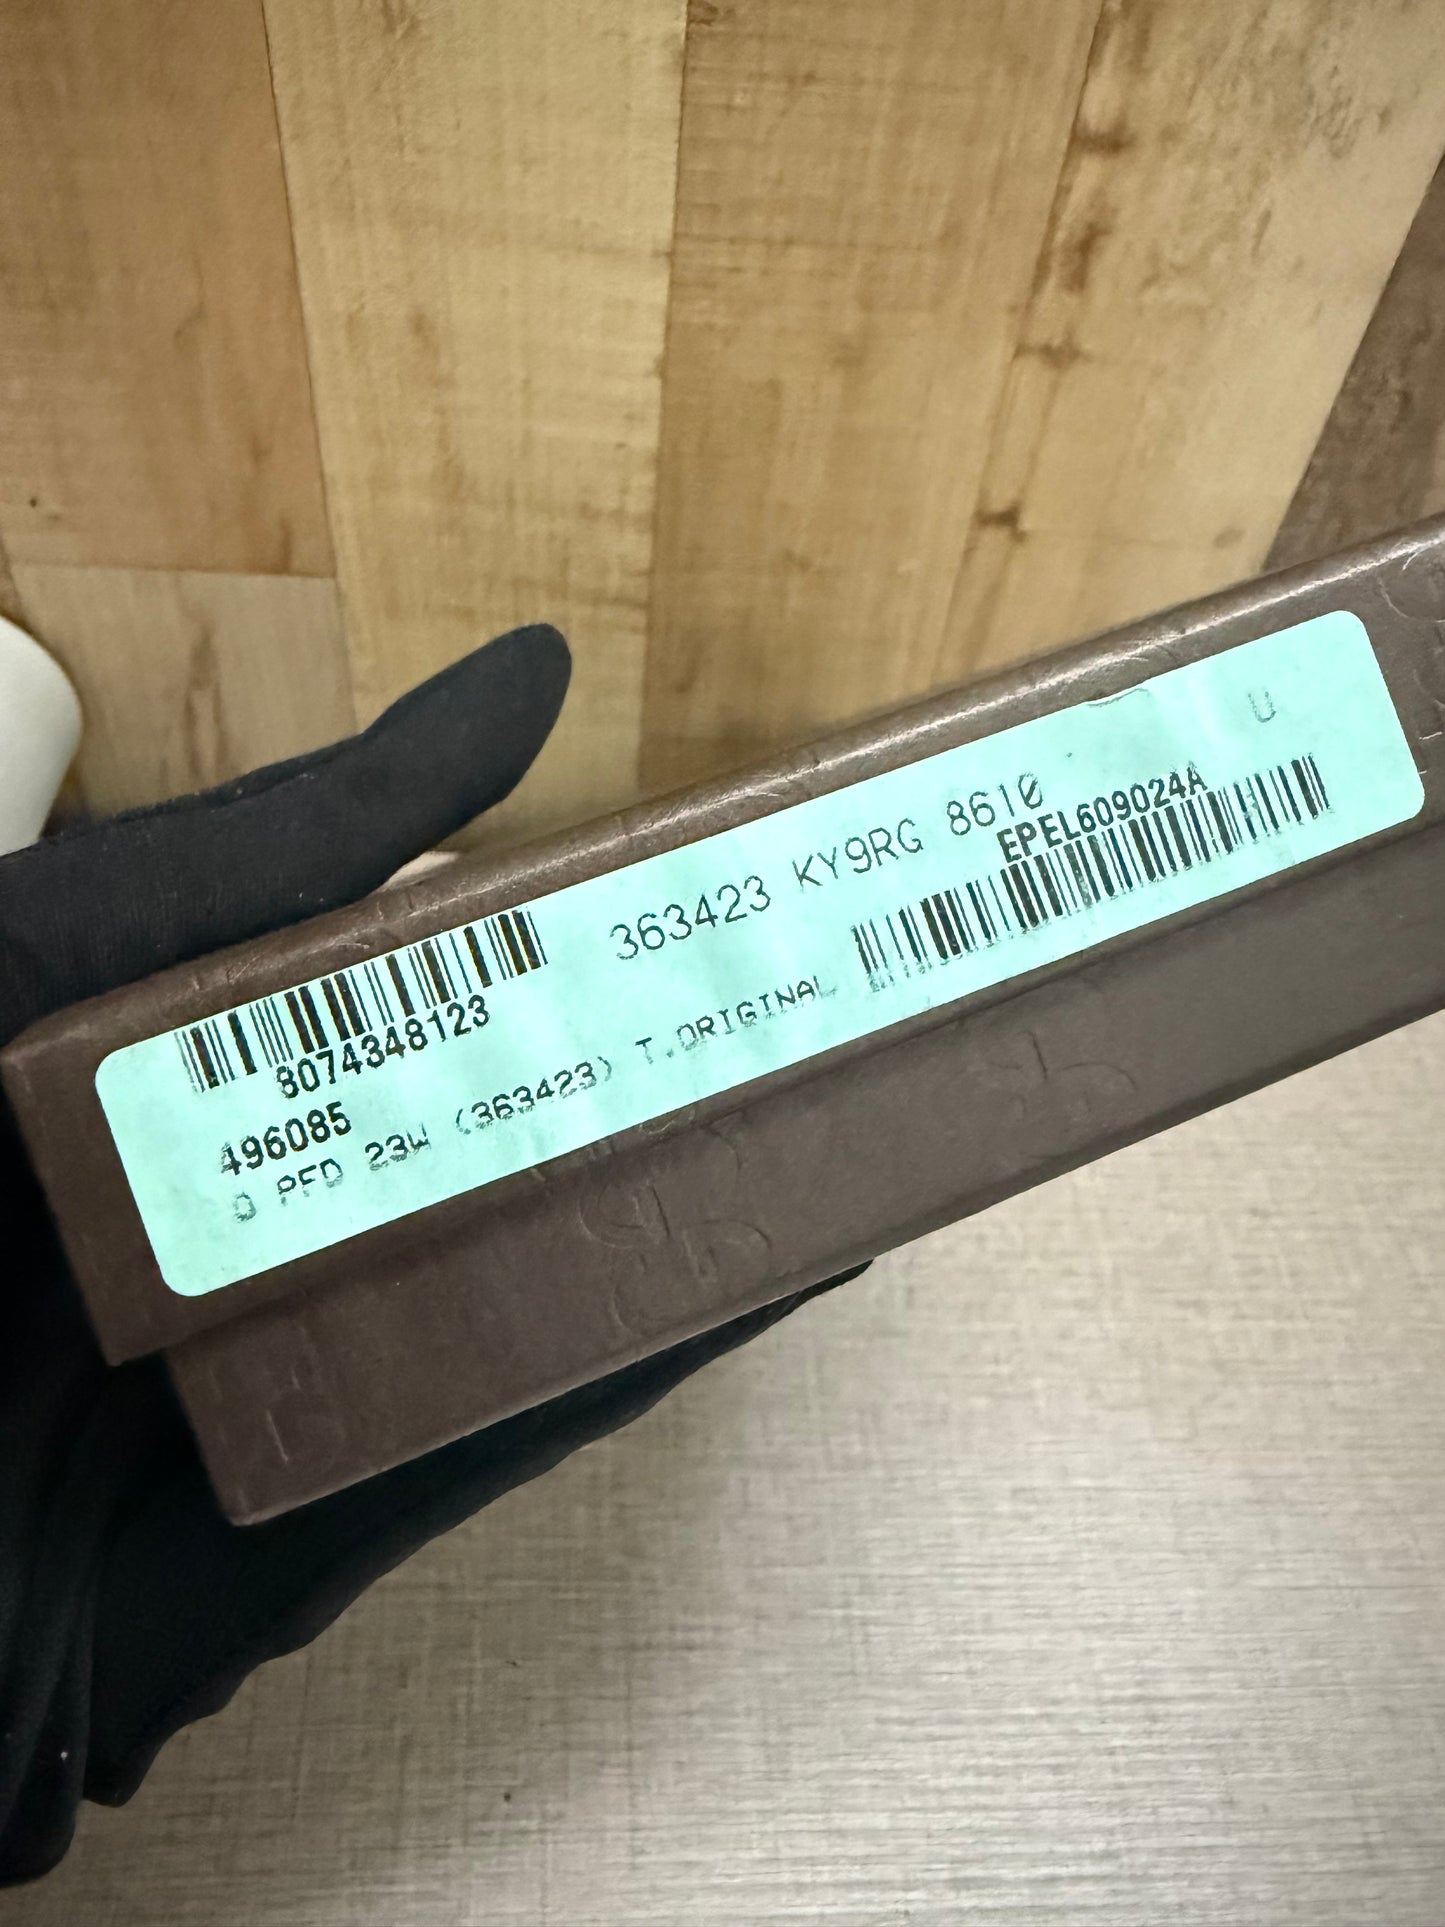 363423 KY9RG 8610
U
8074348123
EPEL609024A
496085
Q PFD 23W (363423) T.ORIGINAL